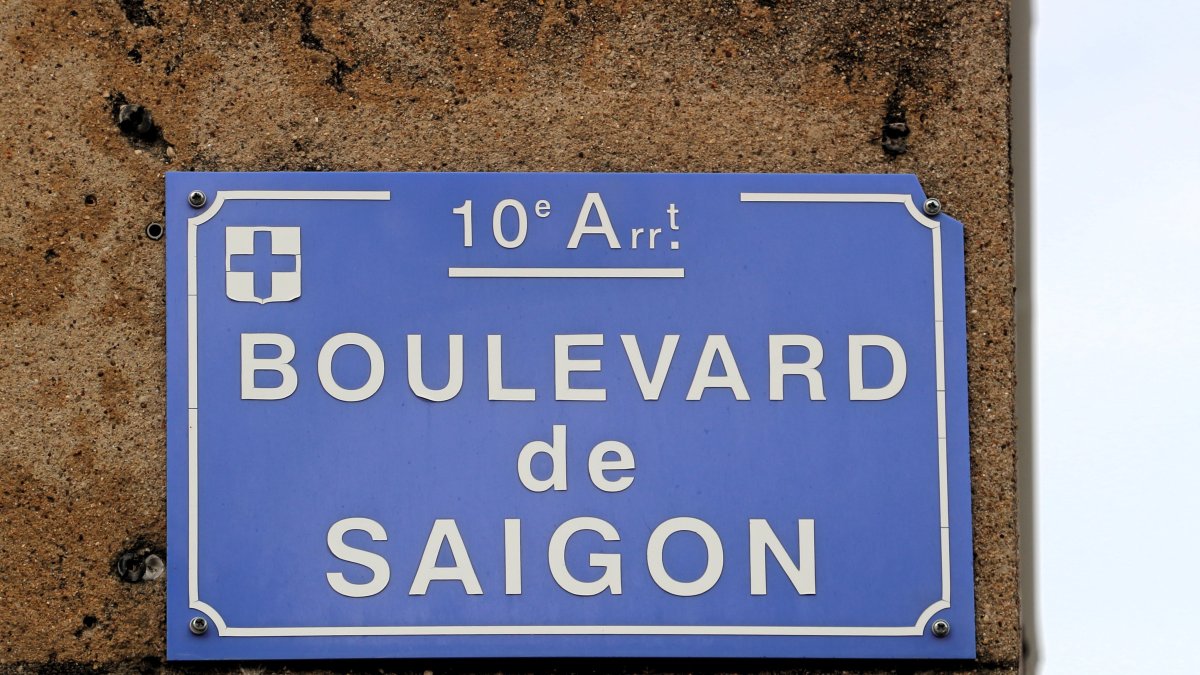 10e Arrt.
BOULEVARD
de
SAIGON